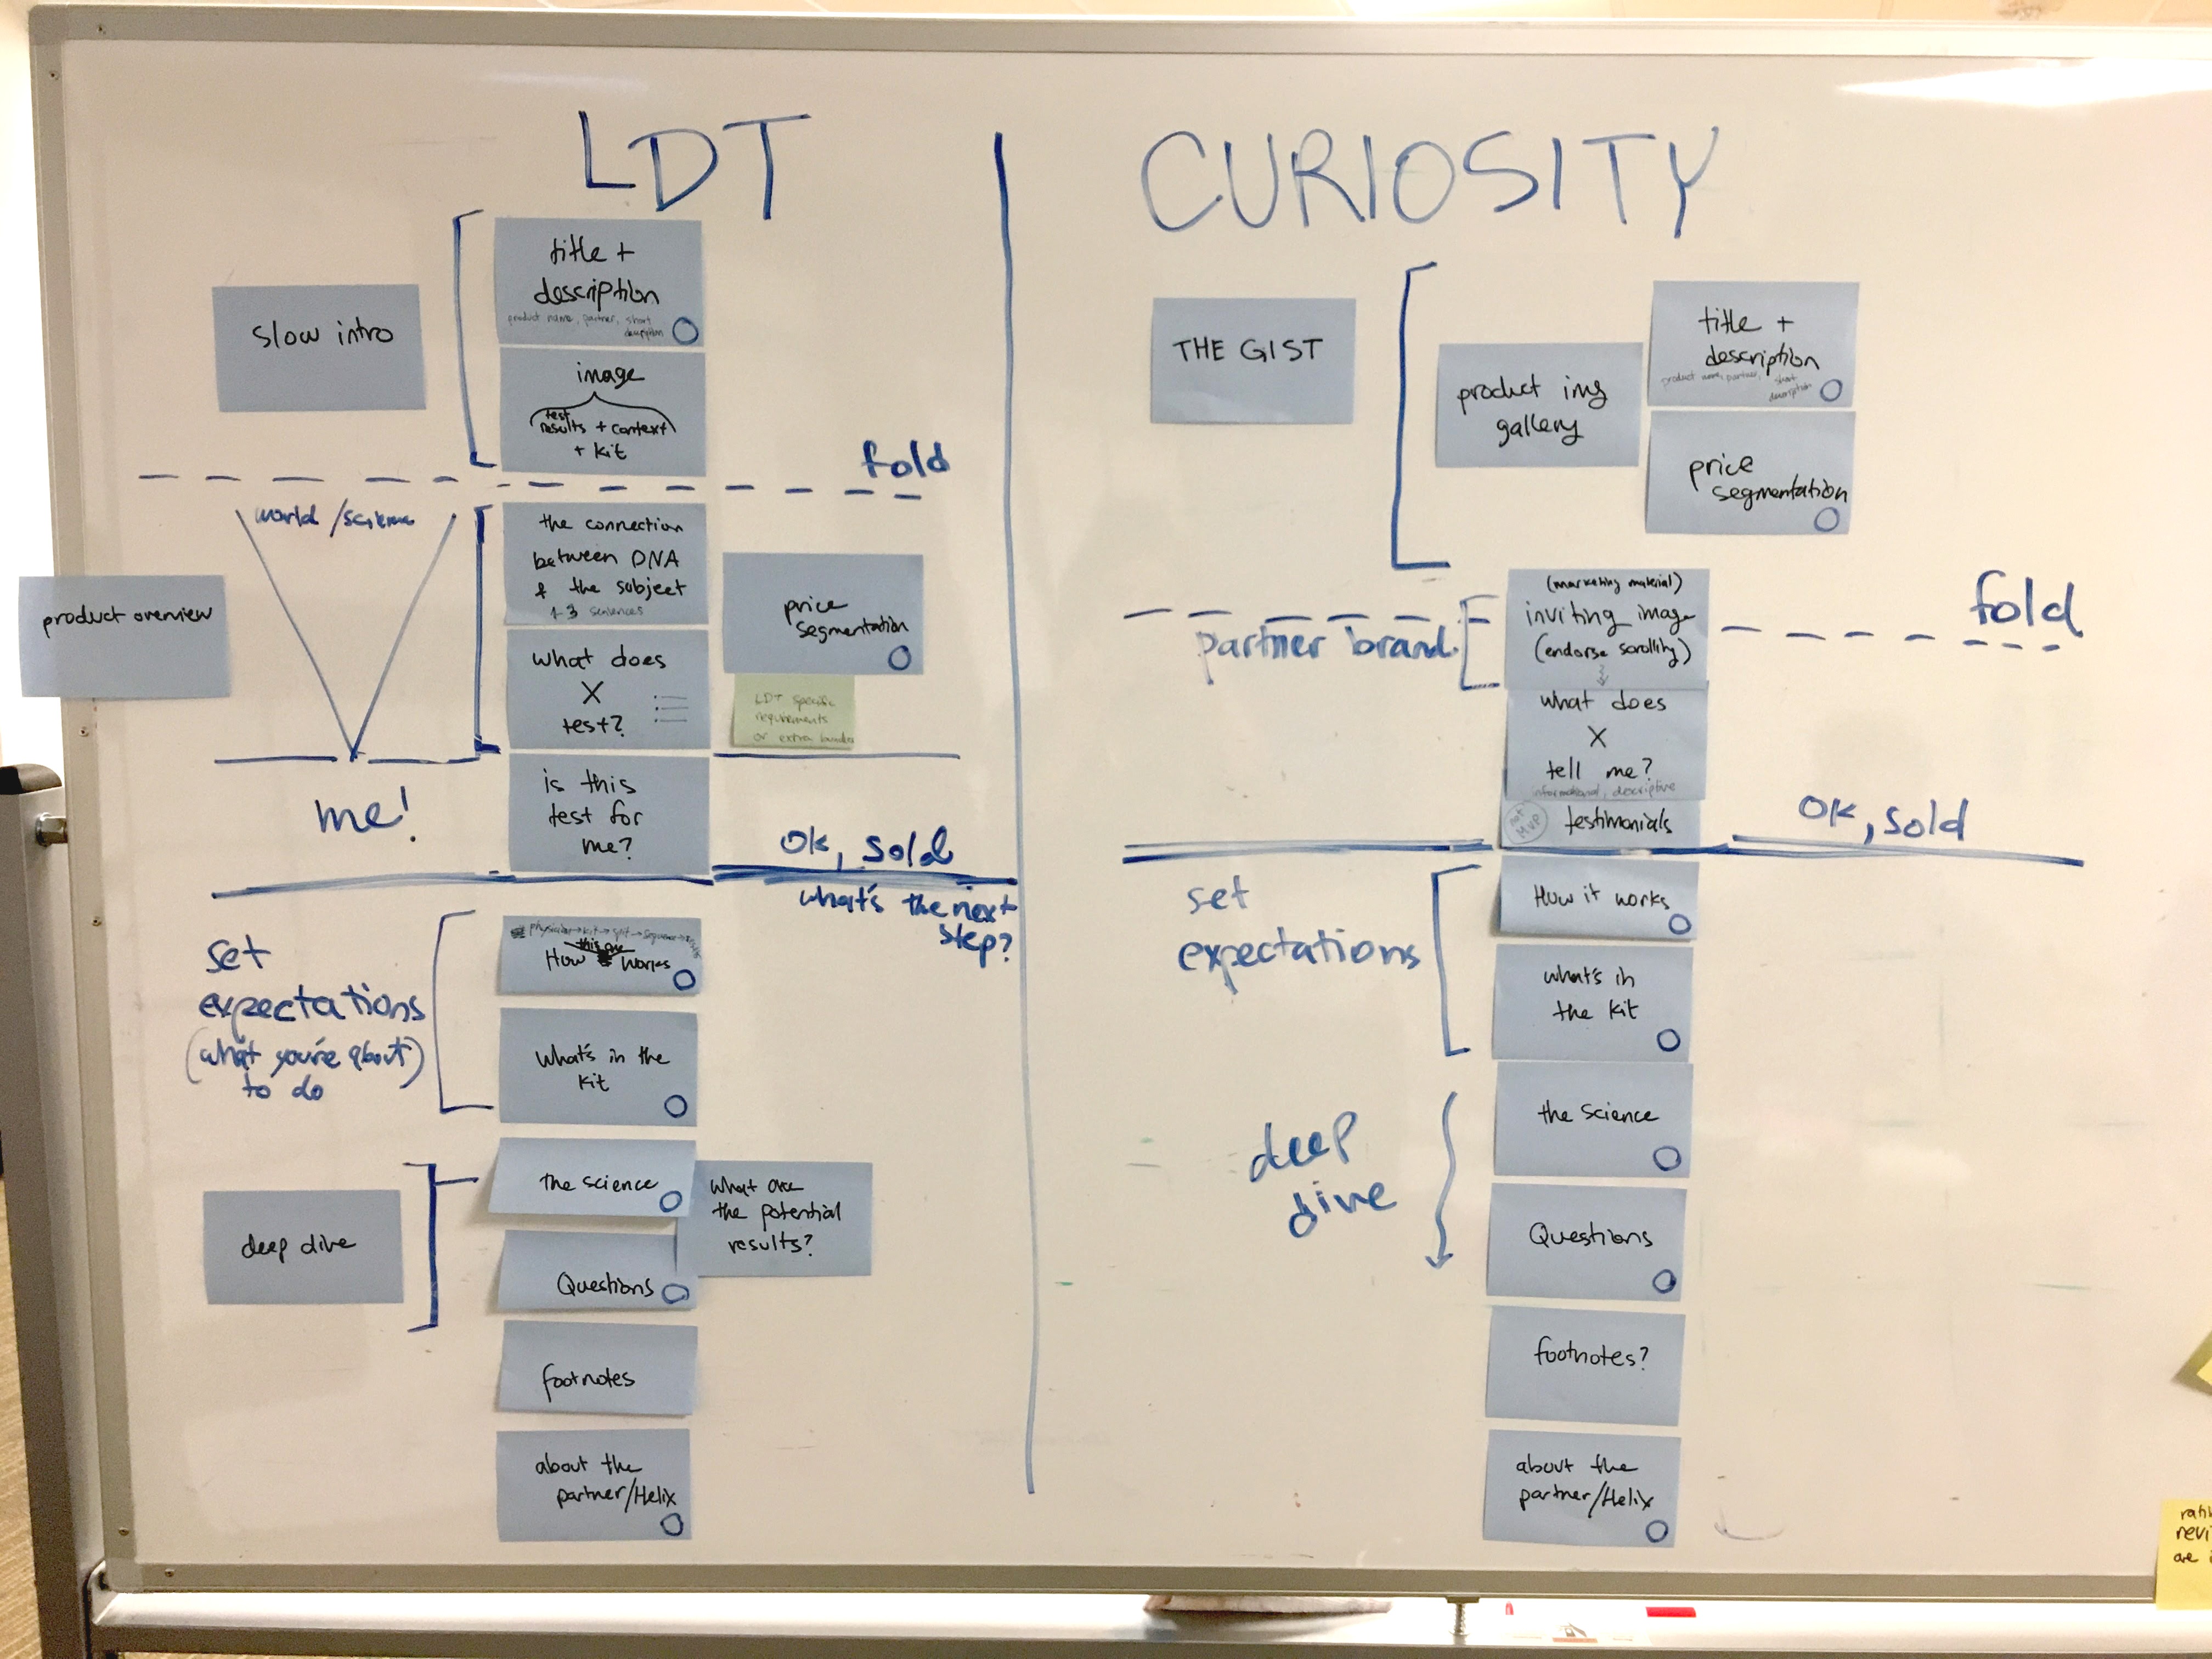 LDT
slow intro
title +
description
product name, partner, short
description
image
test
results + context
+ kit
fold
world/science
product overview
the connection
between DNA
& the subject
1-3 sentences
what does
X
test?
price
segmentation
LDT specific
requirements
or extra
me!
is this
test for
me?
OK, sold
what's the next
step?
set
expectations
(what you're about)
to do
physician → kit → spit → sequence →
this one
How works
What's in the
kit
deep dive
the science
what are
the potential
results?
Questions
footnotes
about the
partner/Helix
CURIOSITY
THE GIST
product img
gallery
title +
description
product name, partner,
short
description
price
segmentation
fold
partner brand
(marketing material)
inviting image
(endorse scrolling)
what does
X
tell me?
informational, descriptive
not
MVP
testimonials
OK, sold
set
expectations
How it works
what's in
the kit
deep
dive
the science
Questions
footnotes?
about the
partner/Helix
are